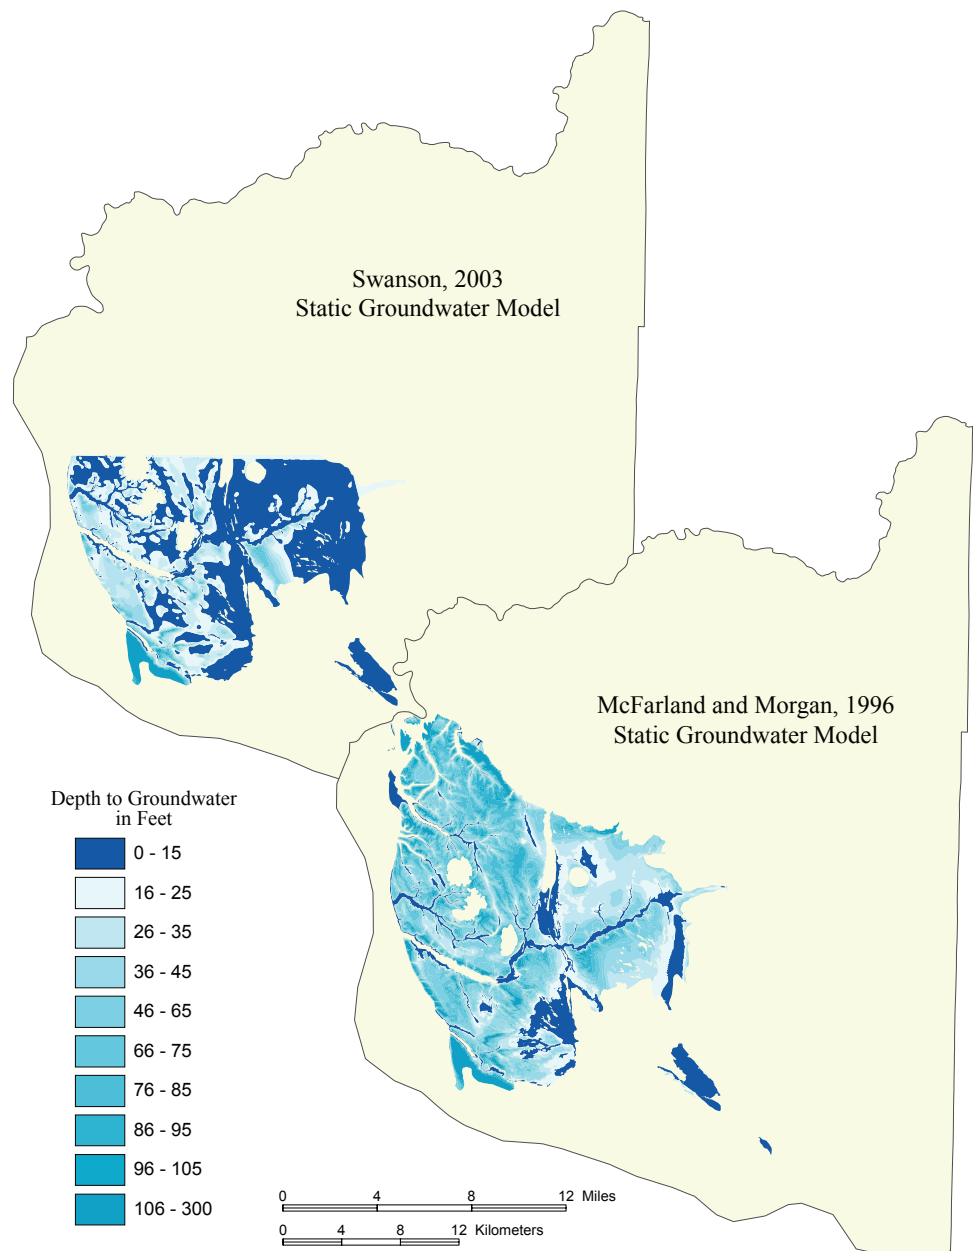 Swanson, 2003
Static Groundwater Model
McFarland and Morgan, 1996
Static Groundwater Model
Depth to Groundwater
in Feet
0 - 15
16 - 25
26 - 35
36 - 45
46 - 65
66 - 75
76 - 85
86 - 95
96 - 105
106 - 300
0 4 8 12 Miles
0 4 8 12 Kilometers